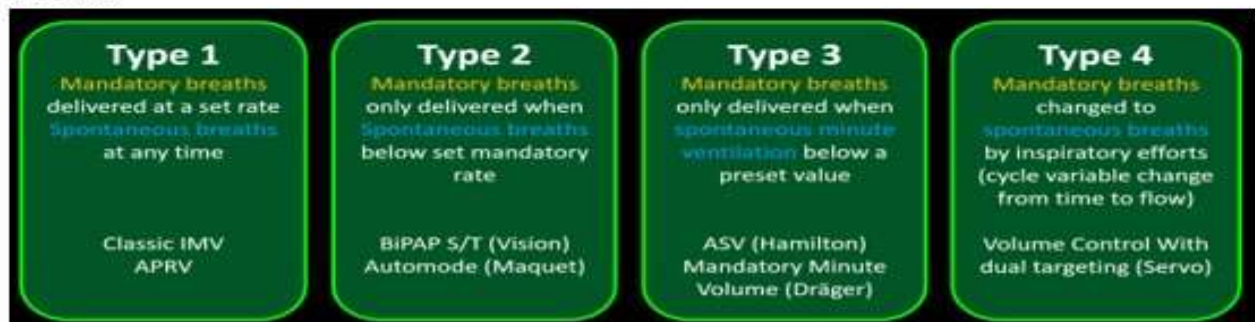 Type 1
Mandatory breaths
delivered at a set rate
Spontaneous breaths
at any time
Classic IMV
APRV
Type 2
Mandatory breaths
only delivered when
Spontaneous breaths
below set mandatory
rate
BiPAP S/T (Vision)
Automode (Maquet)
Type 3
Mandatory breaths
only delivered when
spontaneous minute
ventilation below a
preset value
ASV (Hamilton)
Mandatory Minute
Volume (Dräger)
Type 4
Mandatory breaths
changed to
spontaneous breaths
by inspiratory efforts
(cycle variable change
from time to flow)
Volume Control With
dual targeting (Servo)